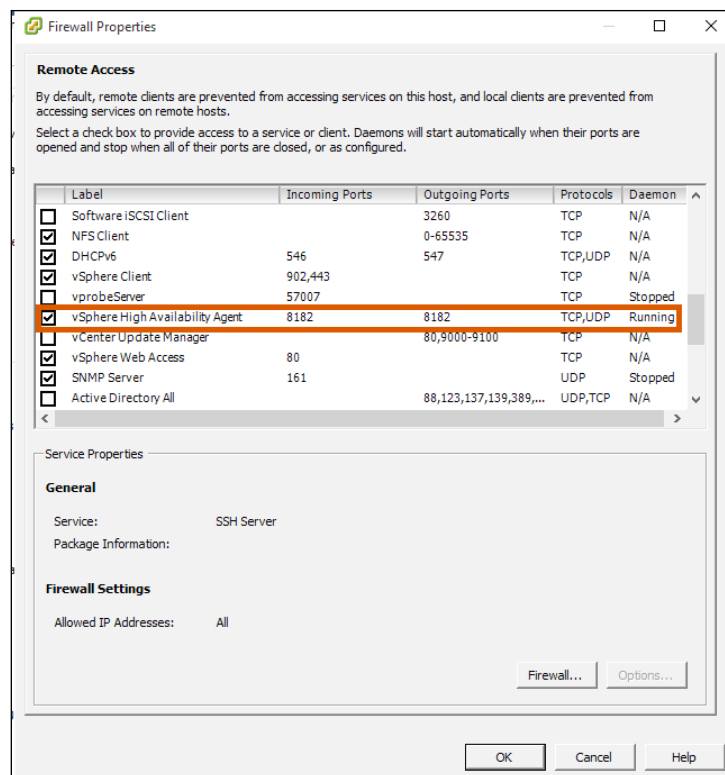 Firewall Properties
Remote Access
By default, remote clients are prevented from accessing services on this host, and local clients are prevented from
accessing services on remote hosts.
Select a check box to provide access to a service or client. Daemons will start automatically when their ports are
opened and stop when all of their ports are closed, or as configured.
Label Incoming Ports Outgoing Ports Protocols Daemon
Software iSCSI Client 3260 TCP N/A
NFS Client 0-65535 TCP N/A
DHCPv6 546 547 TCP,UDP N/A
vSphere Client 902,443 TCP N/A
vprobeServer 57007 TCP Stopped
vSphere High Availability Agent 8182 8182 TCP,UDP Running
vCenter Update Manager 80,9000-9100 TCP N/A
vSphere Web Access 80 TCP N/A
SNMP Server 161 UDP Stopped
Active Directory All 88,123,137,139,389,... UDP,TCP N/A
Service Properties
General
Service: SSH Server
Package Information:
Firewall Settings
Allowed IP Addresses: All
Firewall... Options...
OK Cancel Help